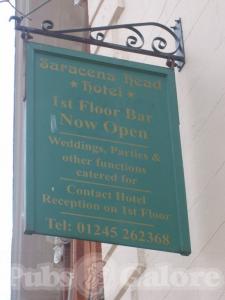 Saracens Head
★ Hotel ★
1st Floor Bar
Now Open
Weddings, Parties &
other functions
catered for
Contact Hotel
Reception on 1st Floor
Tel: 01245 262368
Pubs Galore